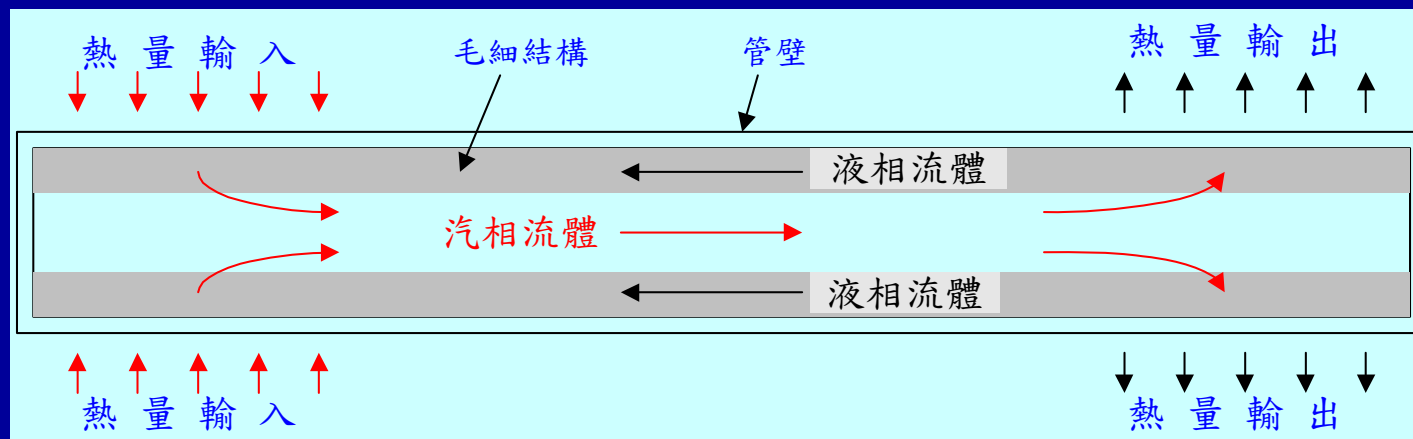 熱量輸入
毛細結構
管壁
熱量輸出
液相流體
汽相流體
液相流體
熱量輸入
熱量輸出